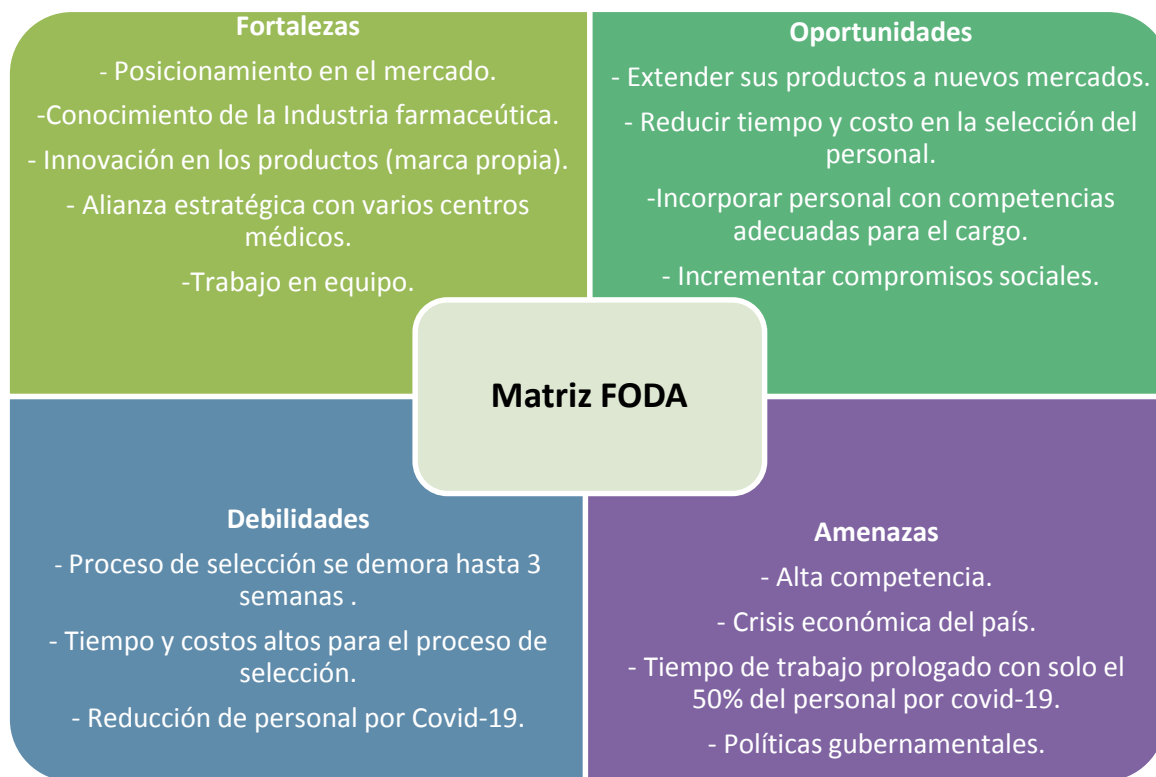 Fortalezas
- Posicionamiento en el mercado.
-Conocimiento de la Industria farmaceútica.
- Innovación en los productos (marca propia).
- Alianza estratégica con varios centros
médicos.
-Trabajo en equipo.
Oportunidades
- Extender sus productos a nuevos mercados.
- Reducir tiempo y costo en la selección del
personal.
-Incorporar personal con competencias
adecuadas para el cargo.
- Incrementar compromisos sociales.
Matriz FODA
Debilidades
- Proceso de selección se demora hasta 3
semanas .
- Tiempo y costos altos para el proceso de
selección.
- Reducción de personal por Covid-19.
Amenazas
- Alta competencia.
- Crisis económica del país.
- Tiempo de trabajo prologado con solo el
50% del personal por covid-19.
- Políticas gubernamentales.